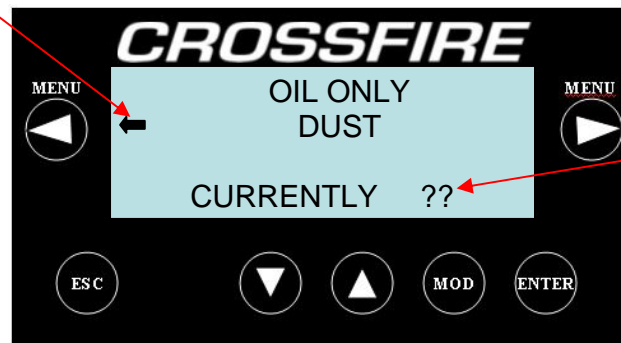 CROSSFIRE
MENU
OIL ONLY
MENU
DUST
CURRENTLY ??
ESC
MOD
ENTER